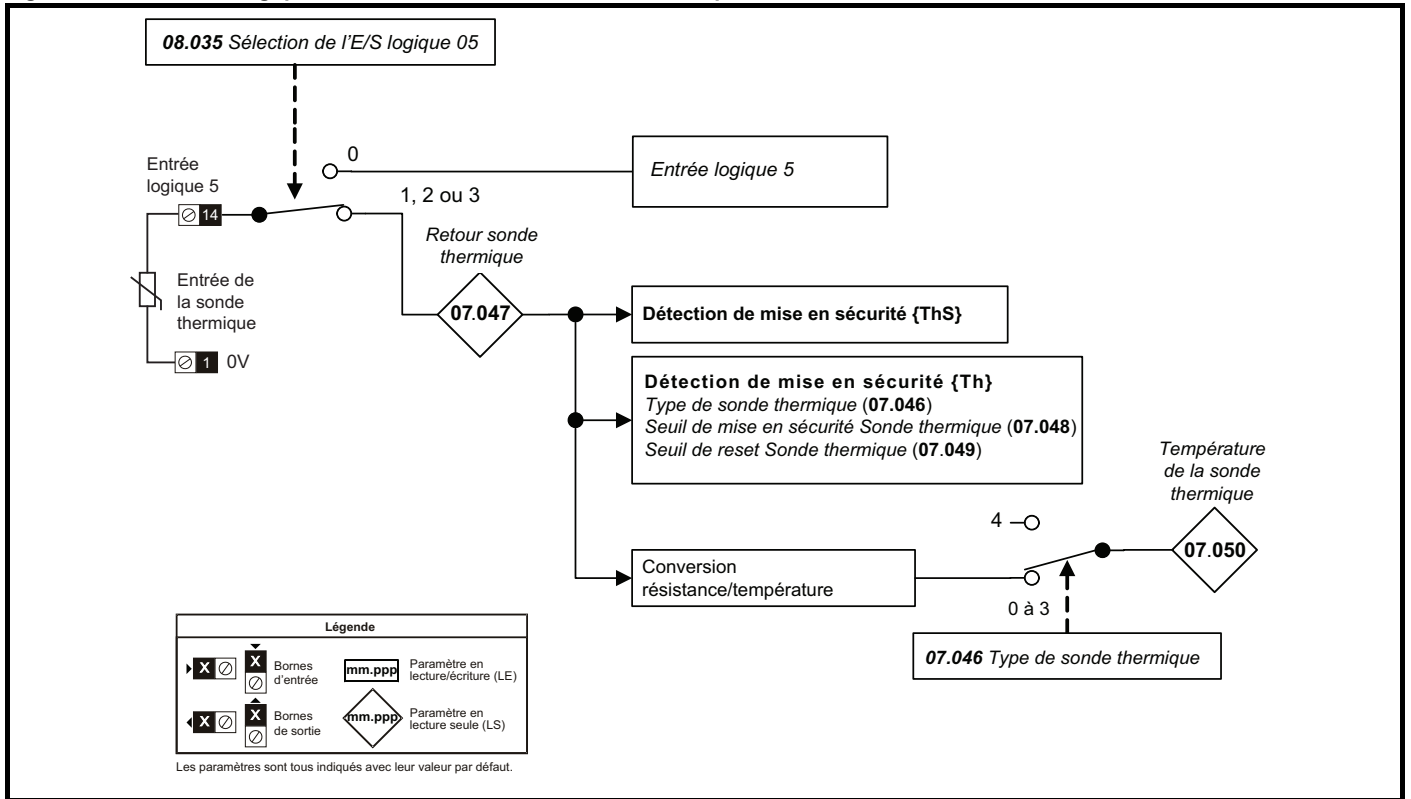 08.035 Sélection de l'E/S logique 05
0
Entrée logique 5
Entrée
logique 5
1, 2 ou 3
14
Retour sonde
thermique
Entrée de
la sonde
thermique
07.047
Détection de mise en sécurité {ThS}
1 0V
Détection de mise en sécurité {Th}
Type de sonde thermique (07.046)
Seuil de mise en sécurité Sonde thermique (07.048)
Seuil de reset Sonde thermique (07.049)
Température
de la sonde
thermique
4
07.050
Conversion
résistance/température
0 à 3
07.046 Type de sonde thermique
Légende
X
X
Bornes
d'entrée
mm.ppp
Paramètre en
lecture/écriture (LE)
X
X
Bornes
de sortie
mm.ppp
Paramètre en
lecture seule (LS)
Les paramètres sont tous indiqués avec leur valeur par défaut.